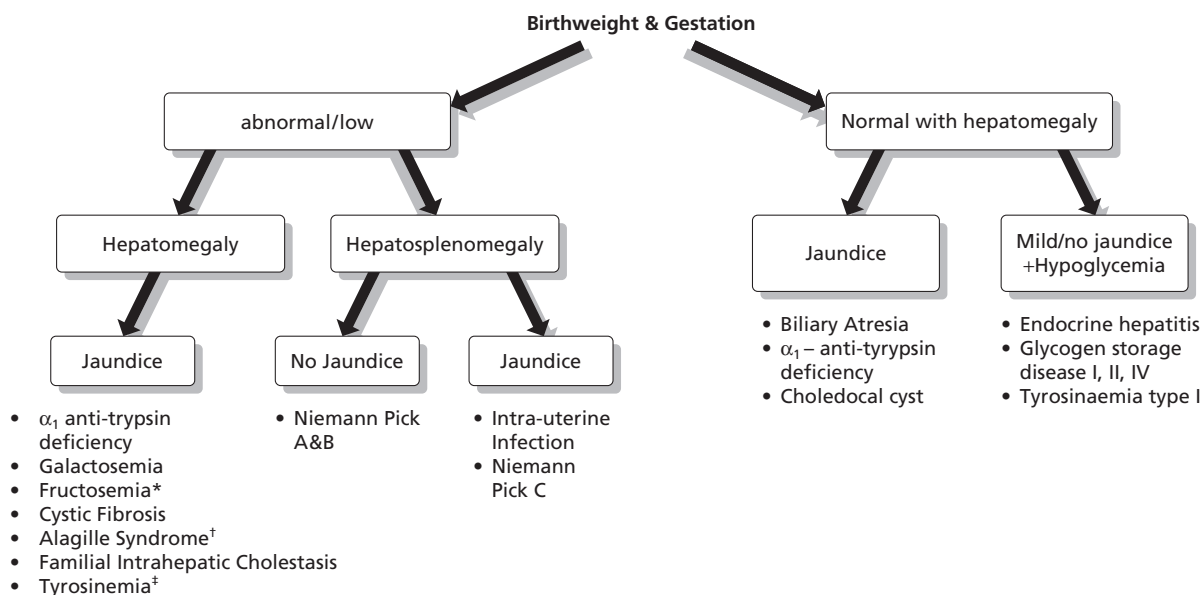 Birthweight & Gestation
abnormal/low
Normal with hepatomegaly
Hepatomegaly
Hepatosplenomegaly
Jaundice
Mild/no jaundice
+Hypoglycemia
Jaundice
No Jaundice
Jaundice
• α₁ anti-trypsin
deficiency
• Galactosemia
• Fructosemia*
• Cystic Fibrosis
• Alagille Syndrome†
• Familial Intrahepatic Cholestasis
• Tyrosinemia‡
• Niemann Pick
A&B
• Intra-uterine
Infection
• Niemann
Pick C
• Biliary Atresia
• α₁ – anti-tyrypsin
deficiency
• Choledocal cyst
• Endocrine hepatitis
• Glycogen storage
disease I, II, IV
• Tyrosinaemia type I